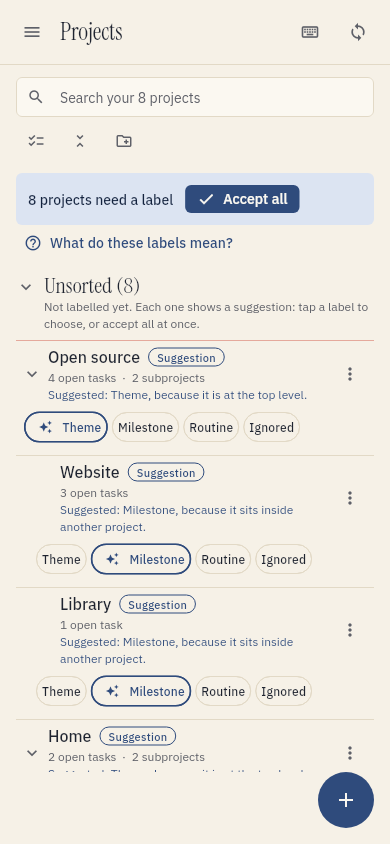 Projects
Search your 8 projects
8 projects need a label
Accept all
What do these labels mean?
Unsorted (8)
Not labelled yet. Each one shows a suggestion: tap a label to
choose, or accept all at once.
Open source Suggestion
4 open tasks · 2 subprojects
Suggested: Theme, because it is at the top level.
Theme Milestone Routine Ignored
Website Suggestion
3 open tasks
Suggested: Milestone, because it sits inside
another project.
Theme Milestone Routine Ignored
Library Suggestion
1 open task
Suggested: Milestone, because it sits inside
another project.
Theme Milestone Routine Ignored
Home Suggestion
2 open tasks · 2 subprojects